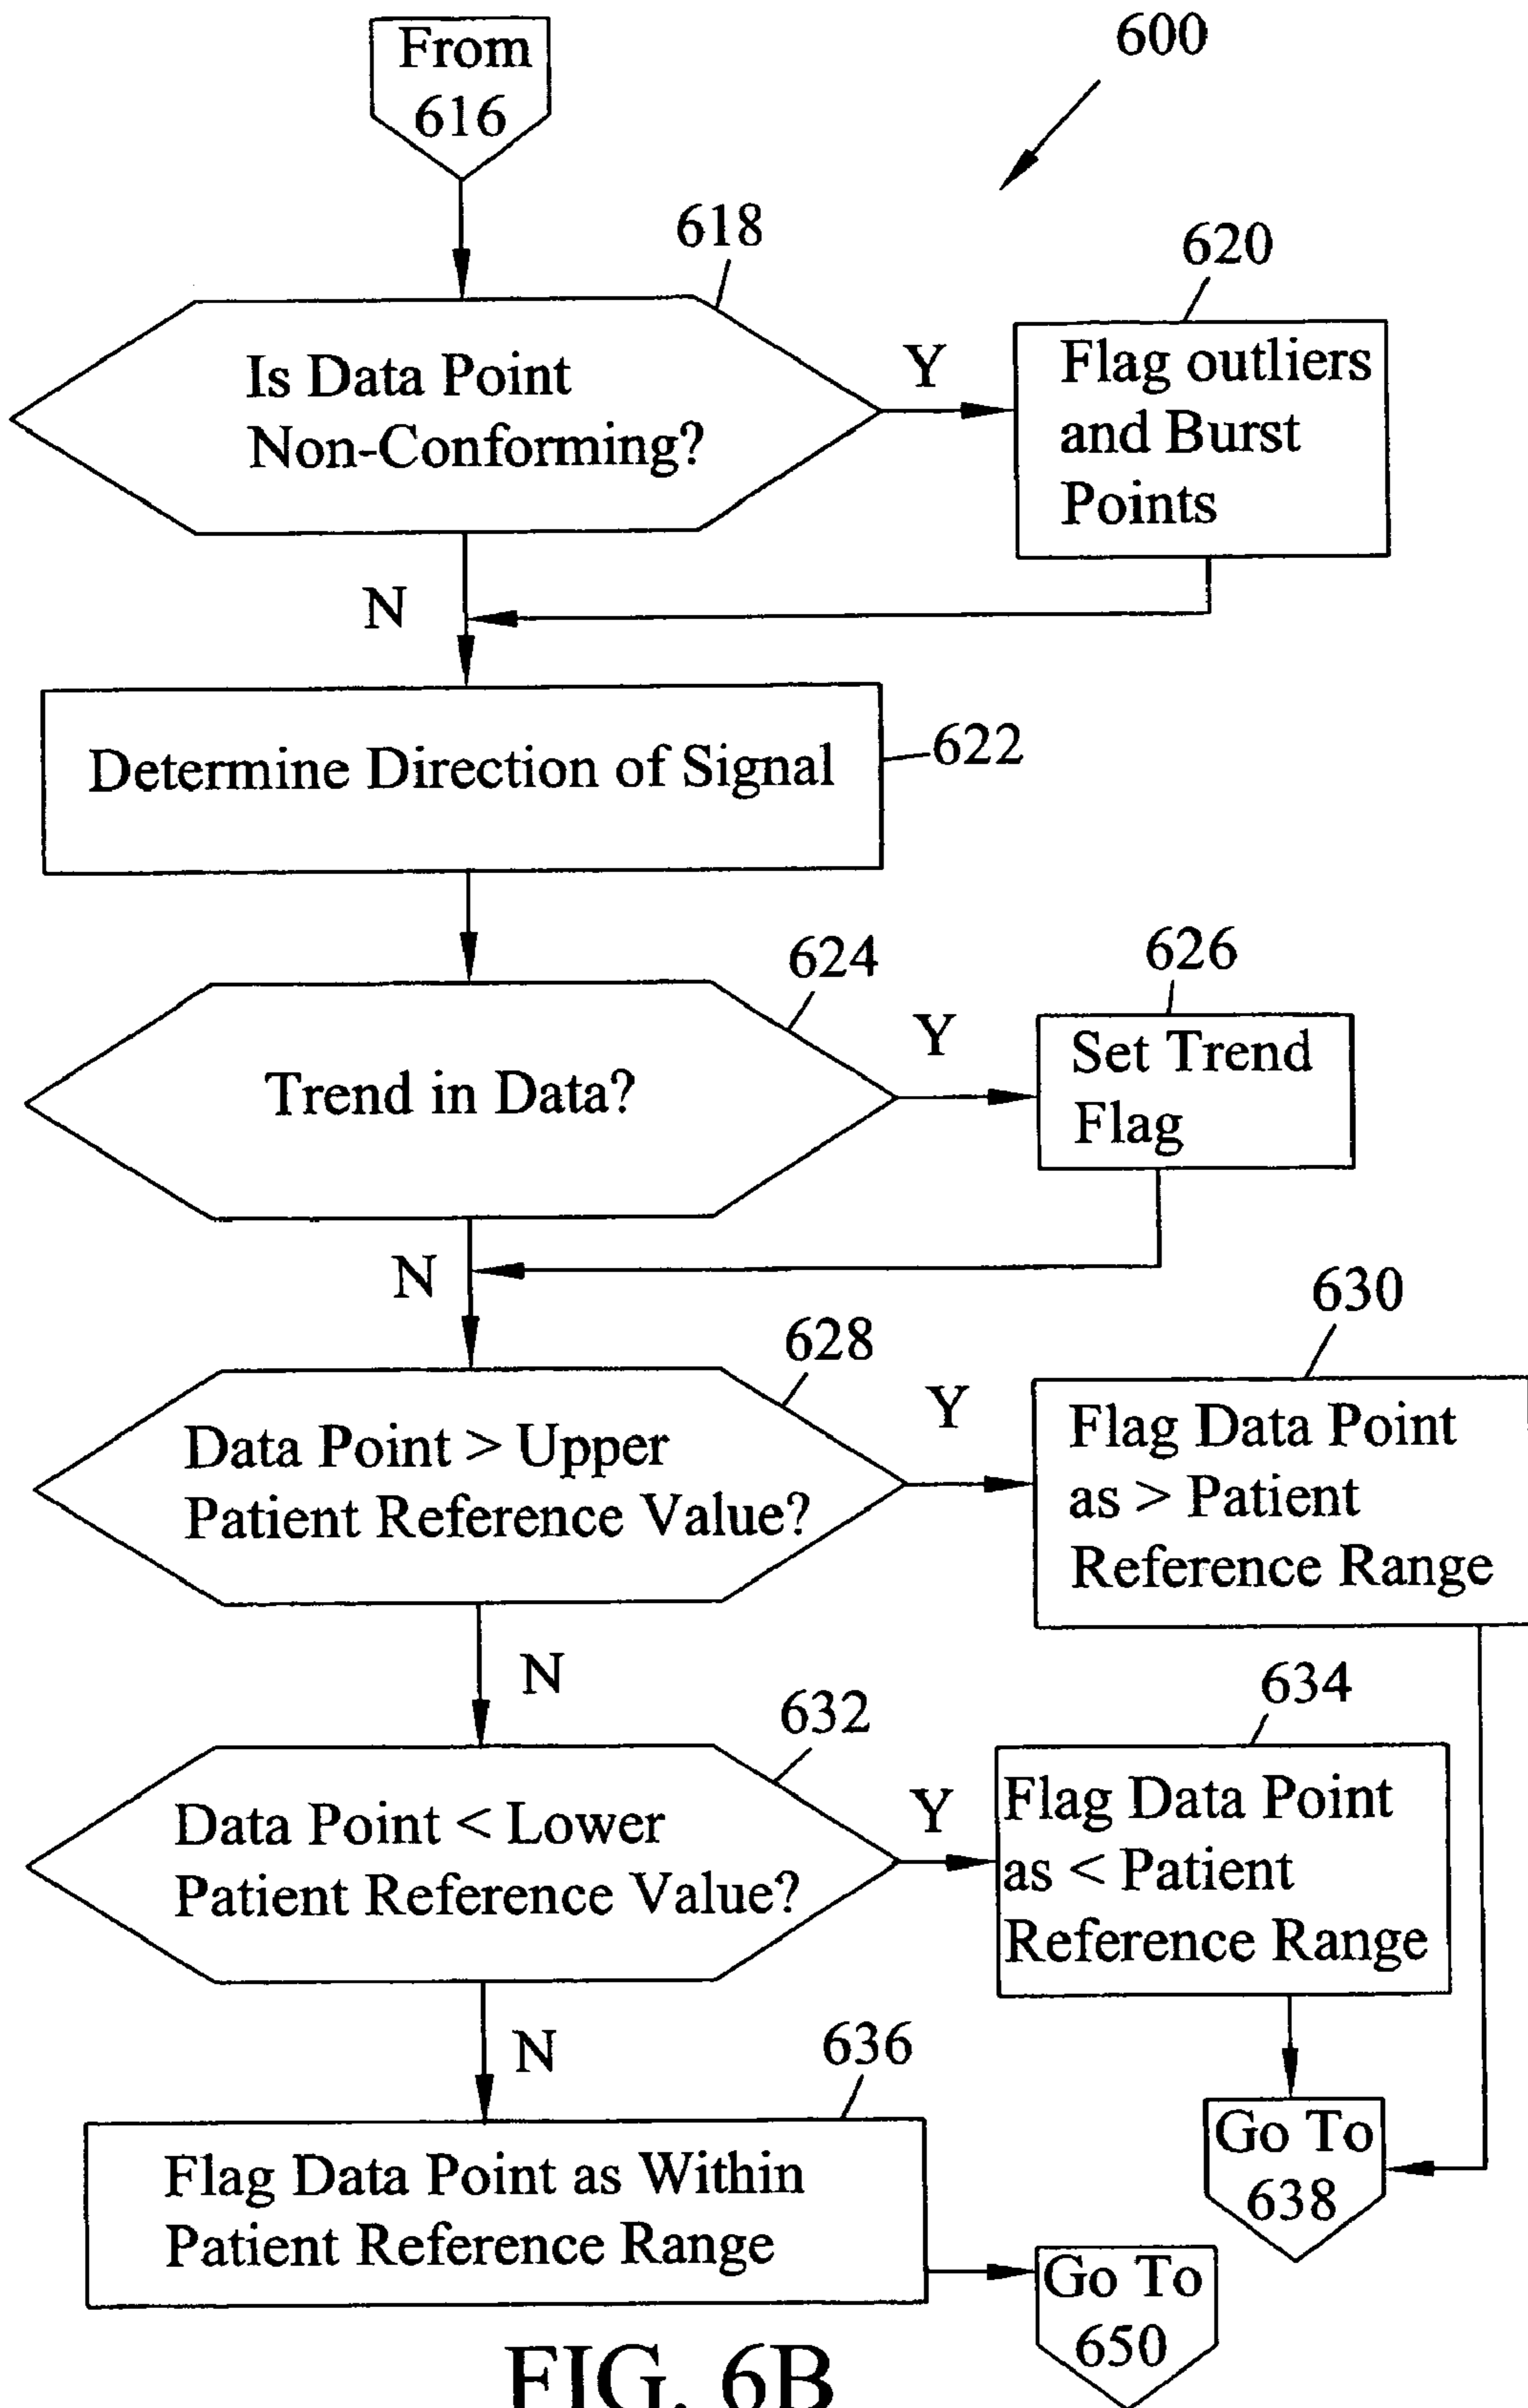 From
616
600
618
620
Is Data Point
Non-Conforming?
Y
Flag outliers
and Burst
Points
N
Determine Direction of Signal
622
624
626
Trend in Data?
Y
Set Trend
Flag
N
628
630
Data Point > Upper
Patient Reference Value?
Y
Flag Data Point
as > Patient
Reference Range
N
632
634
Data Point < Lower
Patient Reference Value?
Y
Flag Data Point
as < Patient
Reference Range
N
636
Flag Data Point as Within
Patient Reference Range
Go To
638
Go To
650
FIG. 6B